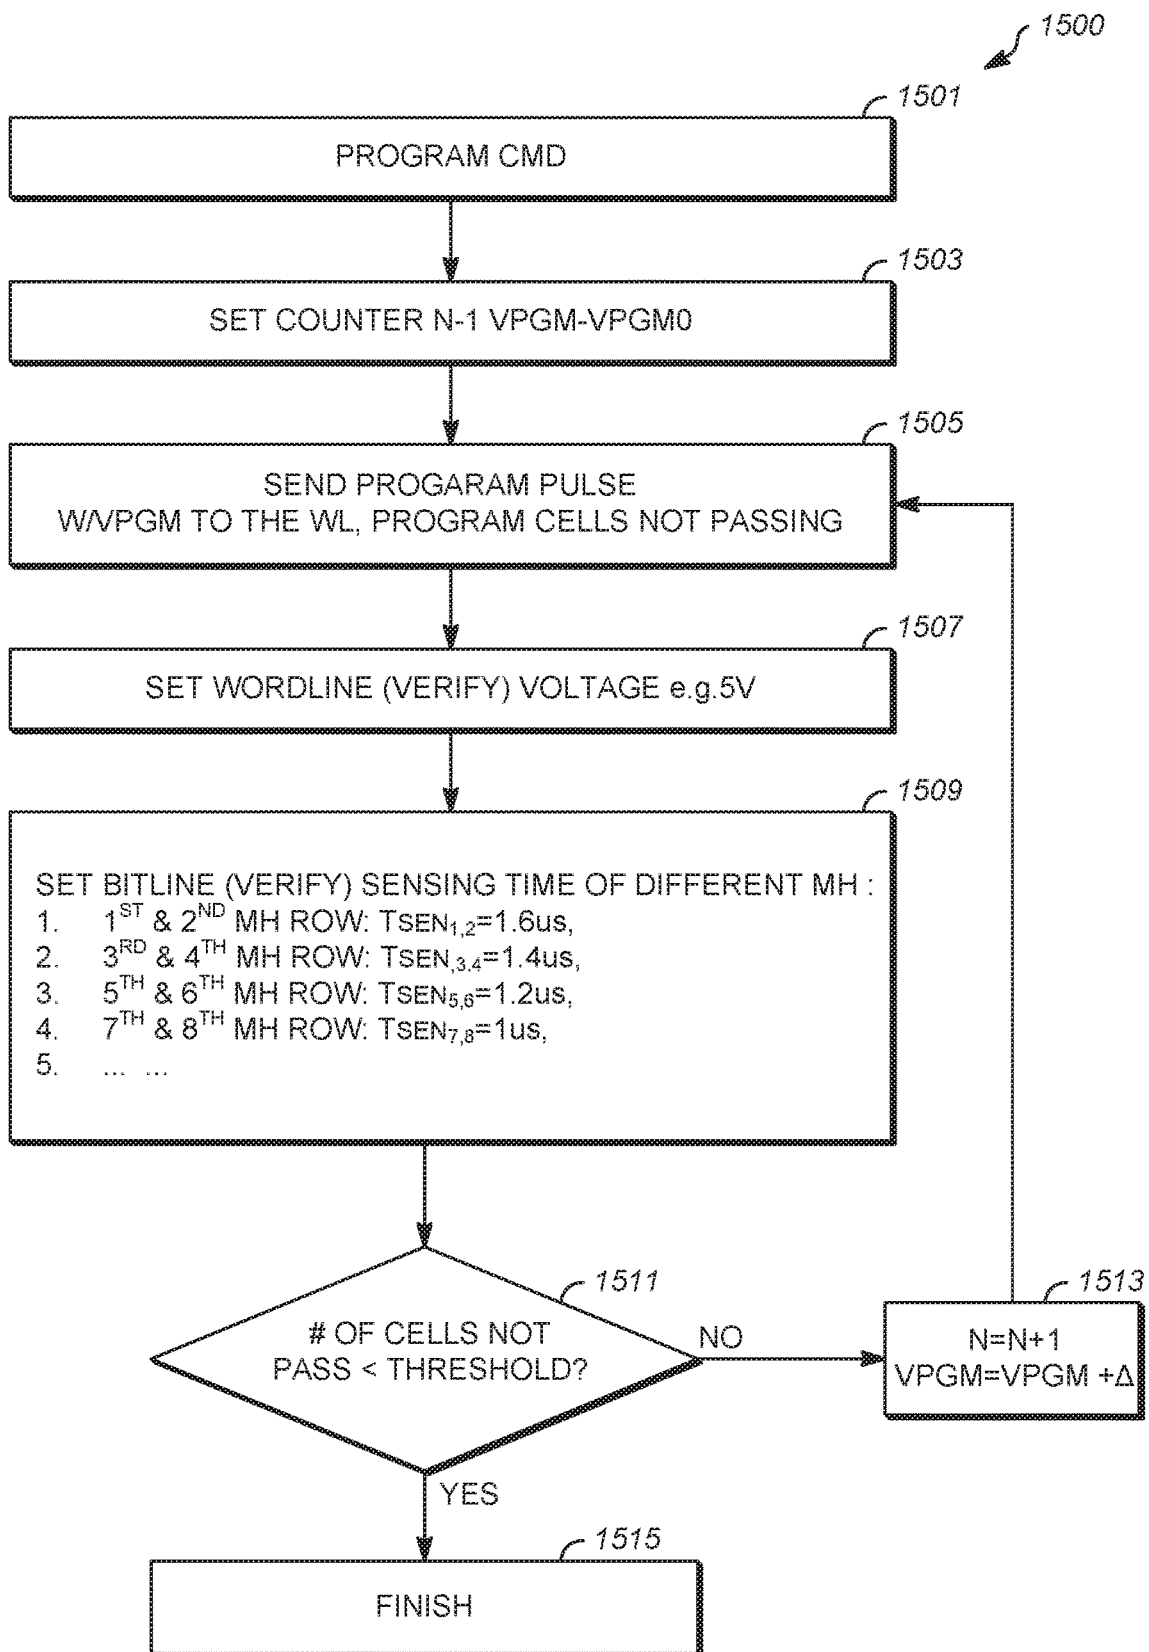 1500
1501
PROGRAM CMD
1503
SET COUNTER N-1 VPGM-VPGM0
1505
SEND PROGARAM PULSE
W/VPGM TO THE WL, PROGRAM CELLS NOT PASSING
1507
SET WORDLINE (VERIFY) VOLTAGE e.g.5V
1509
SET BITLINE (VERIFY) SENSING TIME OF DIFFERENT MH :
1. 1ST & 2ND MH ROW: TSEN1,2=1.6us,
2. 3RD & 4TH MH ROW: TSEN,3.4=1.4us,
3. 5TH & 6TH MH ROW: TSEN5,6=1.2us,
4. 7TH & 8TH MH ROW: TSEN7,8=1us,
5. ... ...
1511
# OF CELLS NOT
PASS < THRESHOLD?
NO
1513
N=N+1
VPGM=VPGM +Δ
YES
1515
FINISH